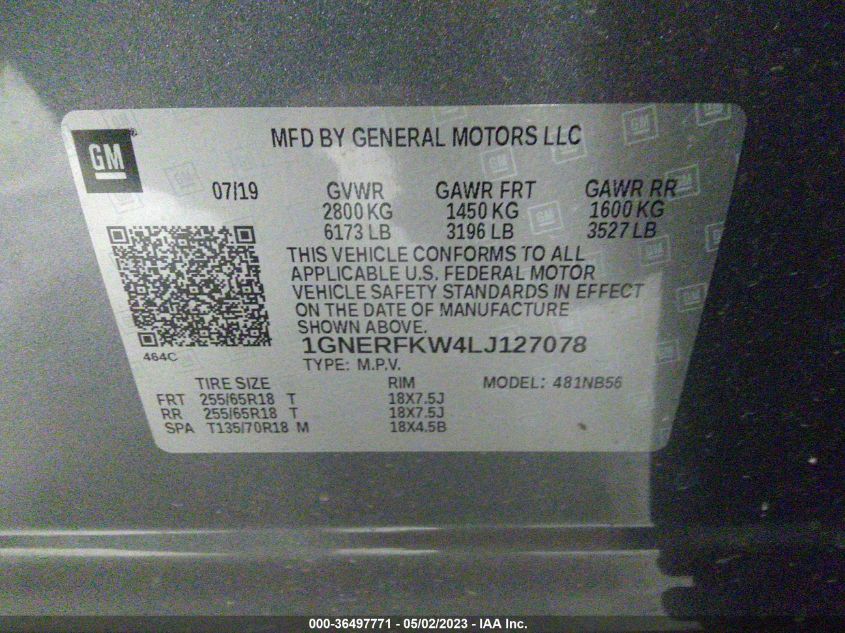 GM
MFD BY GENERAL MOTORS LLC
07/19 GVWR GAWR FRT GAWR RR
2800 KG 1450 KG 1600 KG
6173 LB 3196 LB 3527 LB
THIS VEHICLE CONFORMS TO ALL
APPLICABLE U.S. FEDERAL MOTOR
VEHICLE SAFETY STANDARDS IN EFFECT
ON THE DATE OF MANUFACTURE
SHOWN ABOVE.
464C
1GNERFKW4LJ127078
TYPE: M.P.V.
TIRE SIZE RIM MODEL: 481NB56
FRT 255/65R18 T 18X7.5J
RR 255/65R18 T 18X7.5J
SPA T135/70R18 M 18X4.5B
000-36497771 - 05/02/2023 - IAA Inc.